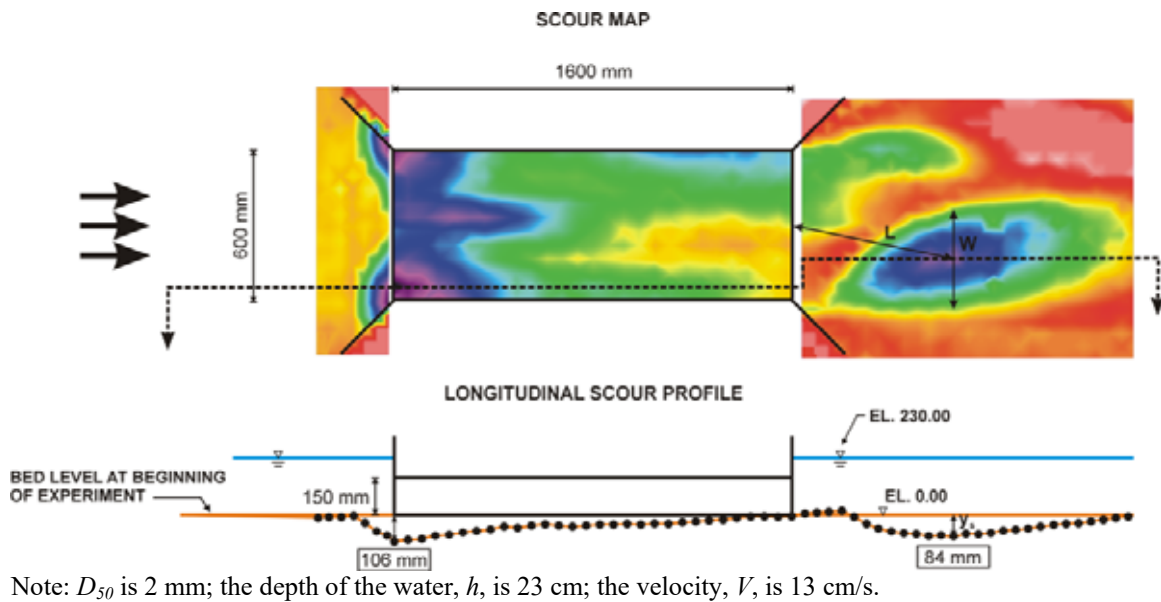 SCOUR MAP
1600 mm
600 mm
L
W
LONGITUDINAL SCOUR PROFILE
EL. 230.00
BED LEVEL AT BEGINNING
OF EXPERIMENT
150 mm
EL. 0.00
yₛ
106 mm
84 mm
Note: D₅₀ is 2 mm; the depth of the water, h, is 23 cm; the velocity, V, is 13 cm/s.